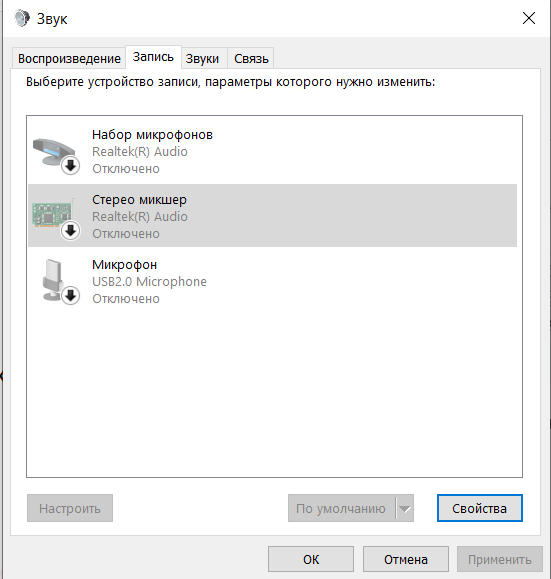 Звук
Воспроизведение Запись Звуки Связь
Выберите устройство записи, параметры которого нужно изменить:
Набор микрофонов
Realtek(R) Audio
Отключено
Стерео микшер
Realtek(R) Audio
Отключено
Микрофон
USB2.0 Microphone
Отключено
Настроить По умолчанию Свойства
ОК Отмена Применить